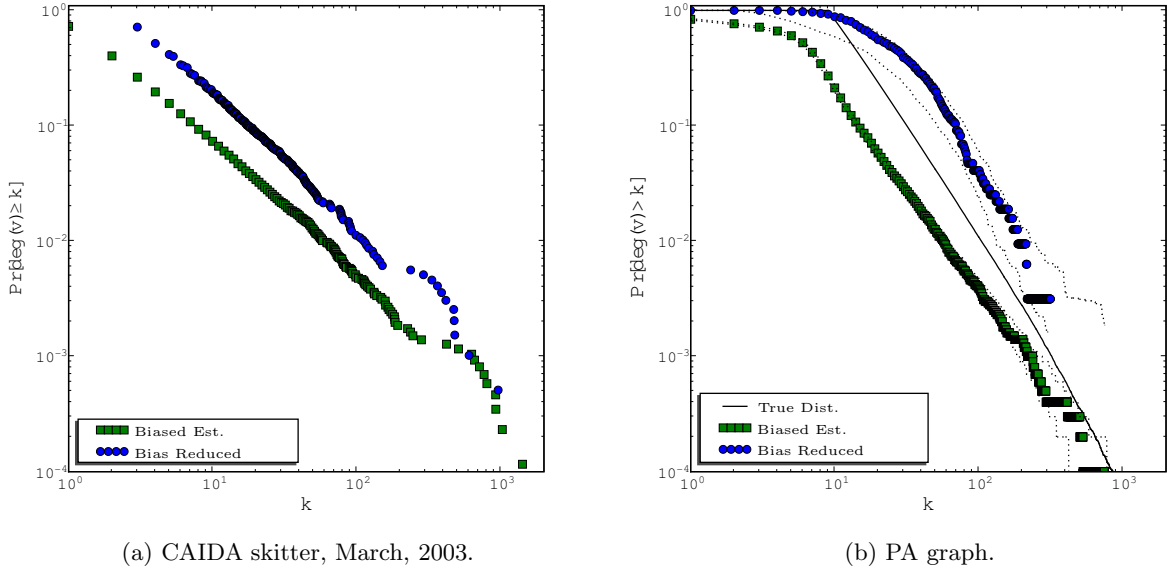 10^0
10^-1
10^-2
10^-3
10^-4
Pr[deg(v)≥k]
Biased Est.
Bias Reduced
10^0 10^1 10^2 10^3
k
(a) CAIDA skitter, March, 2003.
10^0
10^-1
10^-2
10^-3
10^-4
Pr[deg(v)>k]
True Dist.
Biased Est.
Bias Reduced
10^0 10^1 10^2 10^3
k
(b) PA graph.